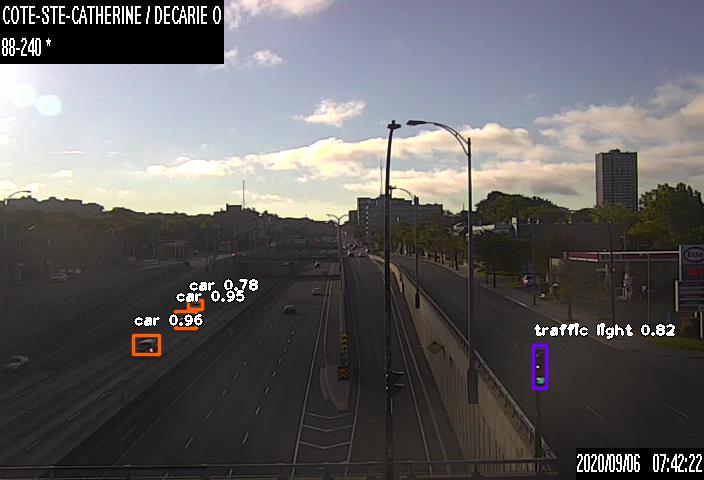 COTE-STE-CATHERINE / DECARIE O
88-240 *
car 0.78
car 0.95
car 0.96
traffic light 0.82
Esso
2020/09/06 07:42:22